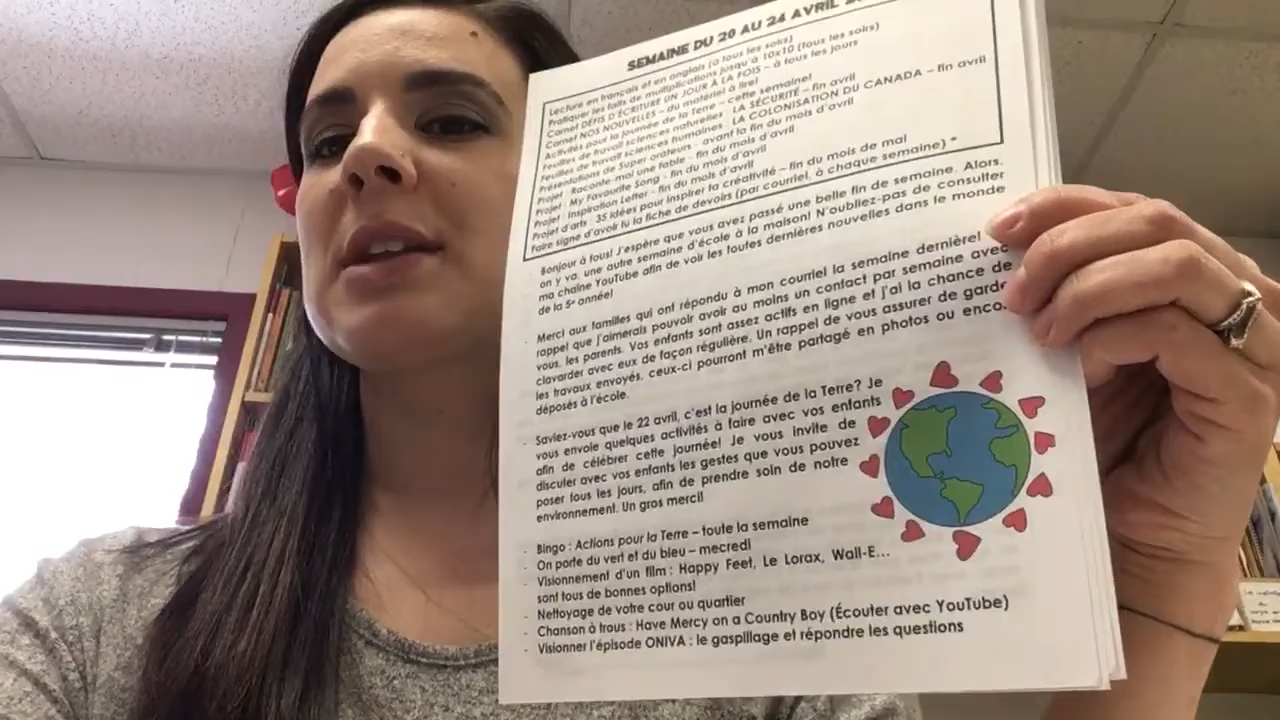 SEMAINE DU 20 AU 24 AVRIL
Lecture en français et en anglais (à tous les soirs)
Pratiquer les faits de multiplications jusqu'à 10x10 (tous les soirs)
Carnet DÉFIS D'ÉCRITURE UN JOUR À LA FOIS – à tous les jours
Carnet NOS NOUVELLES – du matériel à lire!
Activités pour la journée de la Terre – cette semaine!
Feuilles de travail sciences naturelles : LA SÉCURITÉ – fin avril
Feuilles de travail sciences humaines : LA COLONISATION DU CANADA – fin avril
Présentations de Super orateurs - avant la fin du mois d'avril
Projet : Raconte-moi une fable - fin du mois d'avril
Projet : My Favourite Song - fin du mois d'avril
Projet : Inspiration Letter – fin du mois d'avril
Projet d'arts : 35 idées pour inspirer la créativité – fin du mois de mai
Faire signe d'avoir lu la fiche de devoirs (par courriel, à chaque semaine) *
Bonjour à tous! J'espère que vous avez passé une belle fin de semaine. Alors,
on y va, une autre semaine d'école à la maison! N'oubliez-pas de consulter
ma chaîne YouTube afin de voir les toutes dernières nouvelles dans le monde
de la 5e année!
Merci aux familles qui ont répondu à mon courriel la semaine dernière!
rappel que j'aimerais pouvoir avoir au moins un contact par semaine avec
vous, les parents. Vos enfants sont assez actifs en ligne et j'ai la chance de
clavarder avec eux de façon régulière. Un rappel de vous assurer de garde
les travaux envoyés, ceux-ci pourront m'être partagé en photos ou enco
déposés à l'école.
Saviez-vous que le 22 avril, c'est la journée de la Terre? Je
vous envoie quelques activités à faire avec vos enfants
afin de célébrer cette journée! Je vous invite de
discuter avec vos enfants les gestes que vous pouvez
poser tous les jours, afin de prendre soin de notre
environnement. Un gros merci!
- Bingo : Actions pour la Terre – toute la semaine
- On porte du vert et du bleu – mecredi
- Visionnement d'un film : Happy Feet, Le Lorax, Wall-E...
sont tous de bonnes options!
- Nettoyage de votre cour ou quartier
- Chanson à trous : Have Mercy on a Country Boy (Écouter avec YouTube)
- Visionner l'épisode ONIVA : le gaspillage et répondre les questions